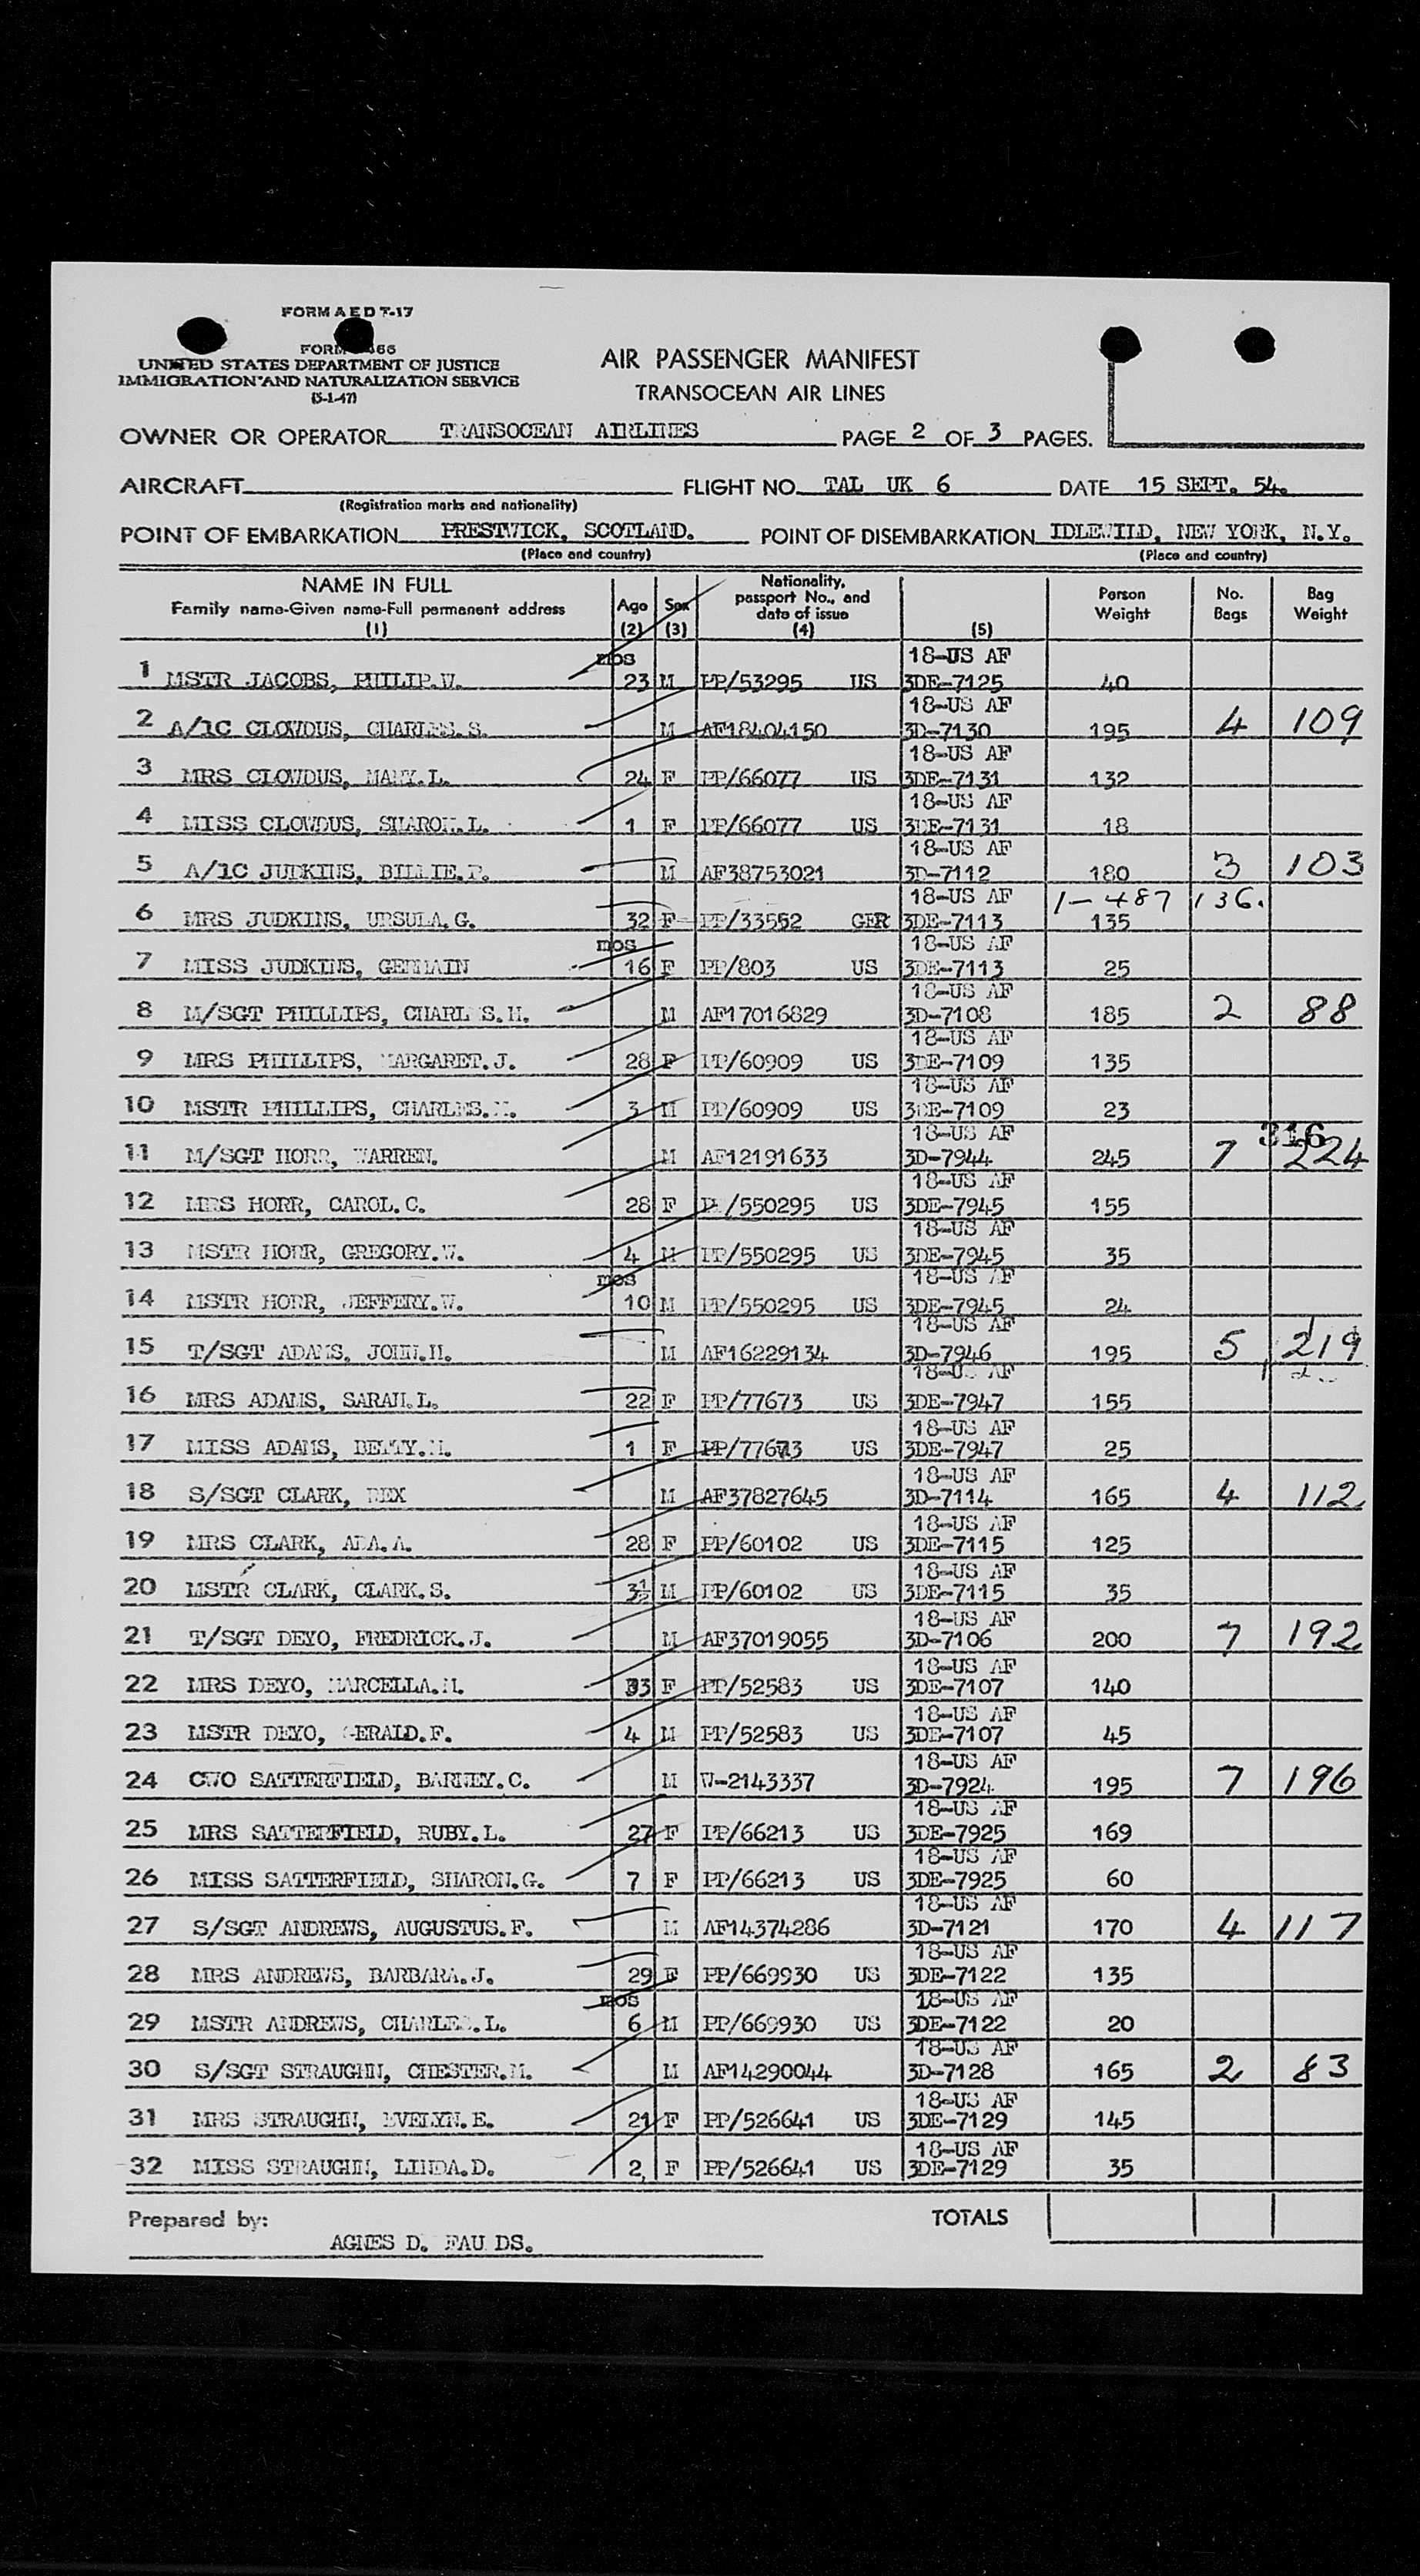 FORM A E D T-17
UNITED STATES DEPARTMENT OF JUSTICE
IMMIGRATION AND NATURALIZATION SERVICE
(5-1-47)
AIR PASSENGER MANIFEST
TRANSOCEAN AIR LINES
OWNER OR OPERATOR TRANSOCEAN AIRLINES PAGE 2 OF 3 PAGES.
AIRCRAFT FLIGHT NO. TAL UK 6 DATE 15 SEPT. 54.
(Registration marks and nationality)
POINT OF EMBARKATION PRESTWICK, SCOTLAND. POINT OF DISEMBARKATION IDLEWILD, NEW YORK, N.Y.
(Place and country) (Place and country)
NAME IN FULL Family name-Given name-Full permanent address (1) Age (2) Sex (3) Nationality, passport No., and date of issue (4) (5) Person Weight No. Bags Bag Weight
mos 18-US AF
1 MSTR JACOBS, PHILIP.W. 23 M PP/53295 US 3DE-7125 40
18-US AF
2 A/1C CLOWDUS, CHARLES.S. M AF18404150 3D-7130 195 4 109
18-US AF
3 MRS CLOWDUS, MARY.L. 24 F PP/66077 US 3DE-7131 132
18-US AF
4 MISS CLOWDUS, SHARON.L. 1 F PP/66077 US 3DE-7131 18
18-US AF
5 A/1C JUDKINS, BILLIE.P. M AF38753021 3D-7112 180 3 103
18-US AF 1-487 136.
6 MRS JUDKINS, URSULA.G. 32 F PP/33552 GER 3DE-7113 135
mos 18-US AF
7 MISS JUDKINS, GERMAIN 16 F PP/803 US 3DE-7113 25
18-US AF
8 M/SGT PHILLIPS, CHARL S.H. M AF17016829 3D-7108 185 2 88
18-US AF
9 MRS PHILLIPS, MARGARET.J. 28 F PP/60909 US 3DE-7109 135
18-US AF
10 MSTR PHILLIPS, CHARLES.H. 3 M PP/60909 US 3DE-7109 23
18-US AF 316
11 M/SGT HORR, WARREN. M AF12191633 3D-7944 245 7 224
18-US AF
12 MRS HORR, CAROL.C. 28 F P /550295 US 3DE-7945 155
18-US AF
13 MSTR HORR, GREGORY.W. 4 M PP/550295 US 3DE-7945 35
mos 18-US AF
14 MSTR HORR, JEFFERY.W. 10 M PP/550295 US 3DE-7945 24
18-US AF
15 T/SGT ADAMS, JOHN.H. M AF16229134 3D-7946 195 5 219
18-U AF
16 MRS ADAMS, SARAH.L. 22 F PP/77673 US 3DE-7947 155
18-US AF
17 MISS ADAMS, BETTY.M. 1 F PP/77673 US 3DE-7947 25
18-US AF
18 S/SGT CLARK, REX M AF37827645 3D-7114 165 4 112
18-US AF
19 MRS CLARK, ADA.A. 28 F PP/60102 US 3DE-7115 125
18-US AF
20 MSTR CLARK, CLARK.S. 3½ M PP/60102 US 3DE-7115 35
18-US AF
21 T/SGT DEYO, FREDRICK.J. M AF37019055 3D-7106 200 7 192
18-US AF
22 MRS DEYO, MARCELLA.M. 33 F PP/52583 US 3DE-7107 140
18-US AF
23 MSTR DEYO, GERALD.F. 4 M PP/52583 US 3DE-7107 45
18-US AF
24 CWO SATTERFIELD, BARNEY.C. M W-2143337 3D-7924 195 7 196
18-US AF
25 MRS SATTERFIELD, RUBY.L. 27 F PP/66213 US 3DE-7925 169
18-US AF
26 MISS SATTERFIELD, SHARON.G. 7 F PP/66213 US 3DE-7925 60
18-US AF
27 S/SGT ANDREWS, AUGUSTUS.F. M AF14374286 3D-7121 170 4 117
18-US AF
28 MRS ANDREWS, BARBARA.J. 29 F PP/669930 US 3DE-7122 135
mos 18-US AF
29 MSTR ANDREWS, CHARLES.L. 6 M PP/669930 US 3DE-7122 20
18-US AF
30 S/SGT STRAUGHN, CHESTER.M. M AF14290044 3D-7128 165 2 83
18-US AF
31 MRS STRAUGHN, EVELYN.E. 21 F PP/526641 US 3DE-7129 145
18-US AF
32 MISS STRAUGHN, LINDA.D. 2 F PP/526641 US 3DE-7129 35
Prepared by: TOTALS
AGNES D. FAU DS.